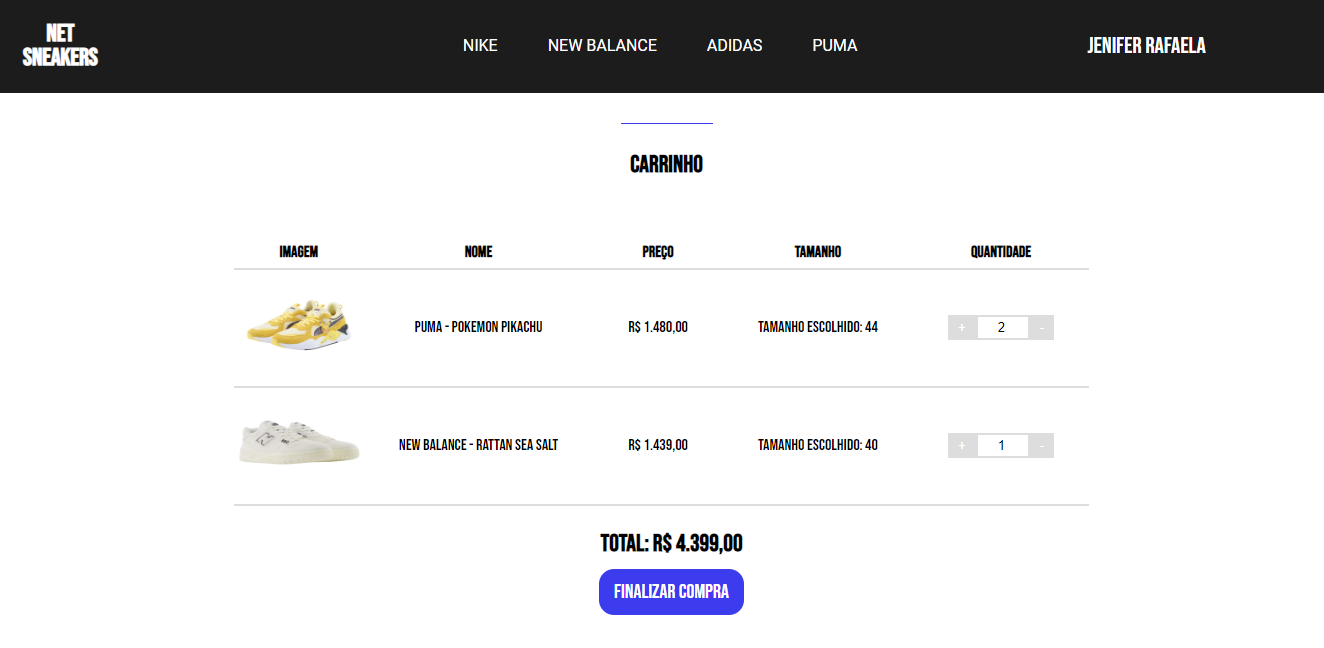 NET
SNEAKERS
NIKE NEW BALANCE ADIDAS PUMA
JENIFER RAFAELA
CARRINHO
IMAGEM NOME PREÇO TAMANHO QUANTIDADE
PUMA - POKEMON PIKACHU R$ 1.480,00 TAMANHO ESCOLHIDO: 44 + 2 -
NEW BALANCE - RATTAN SEA SALT R$ 1.439,00 TAMANHO ESCOLHIDO: 40 + 1 -
TOTAL: R$ 4.399,00
FINALIZAR COMPRA